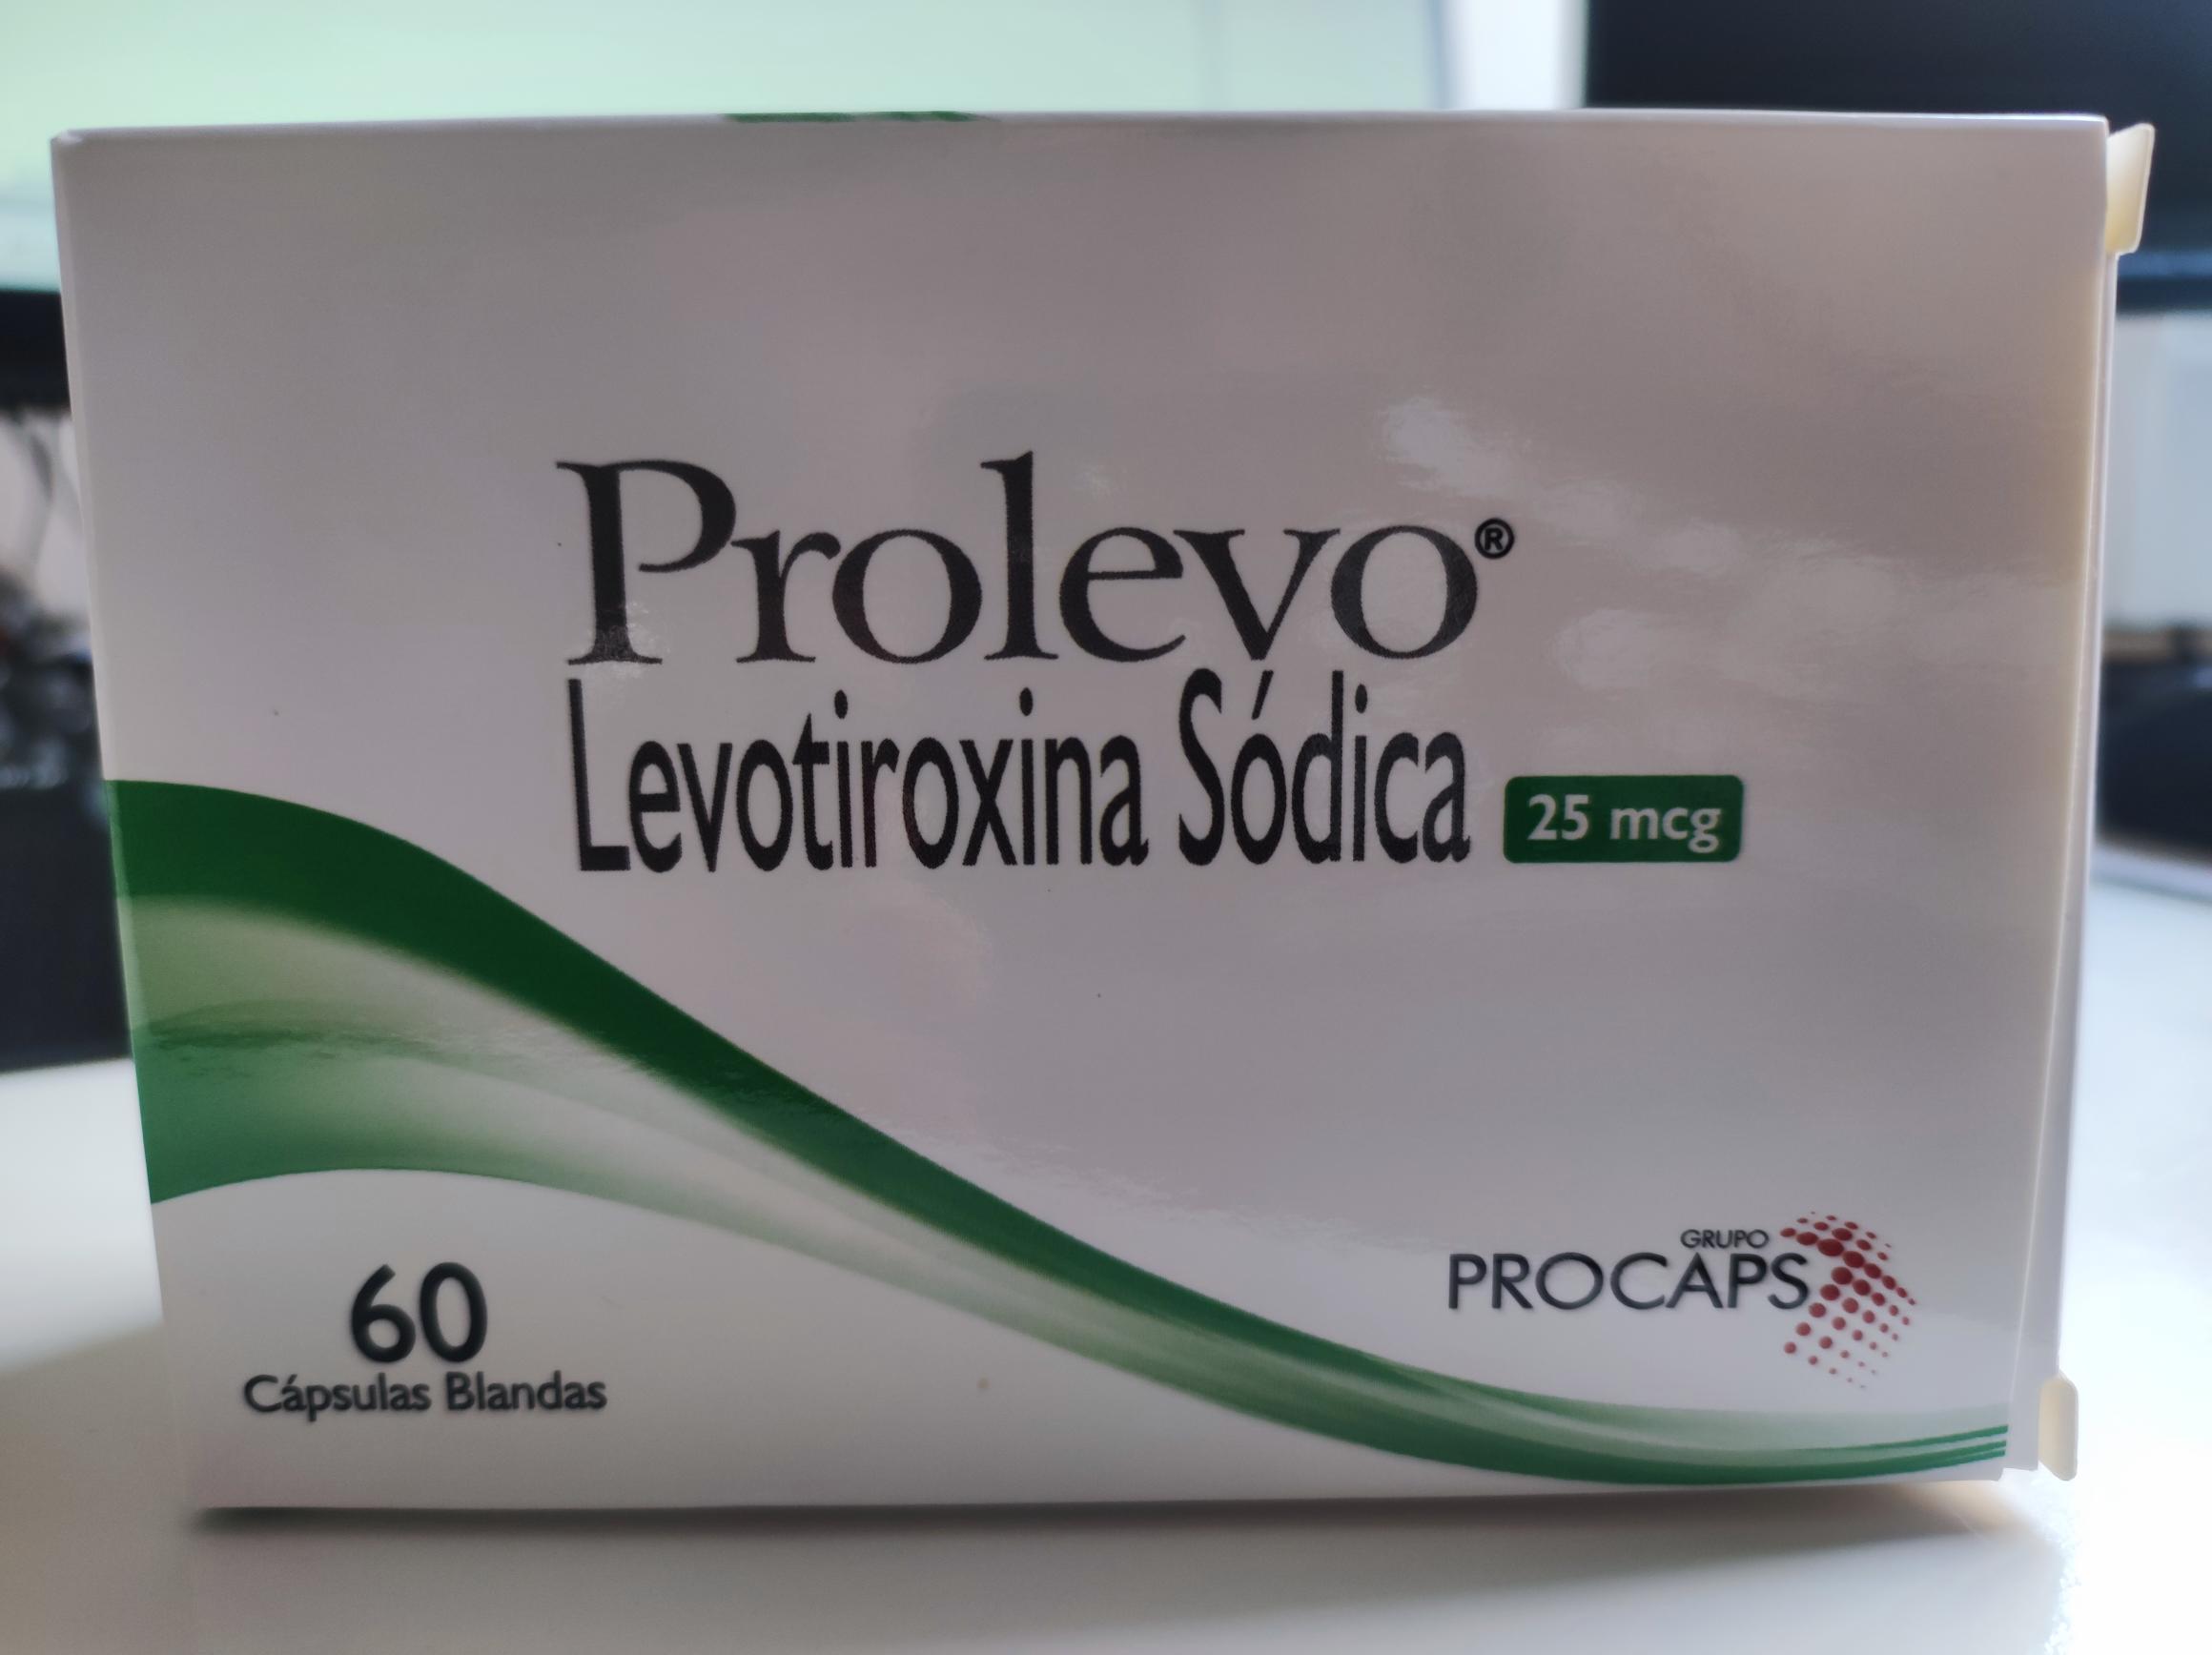 Prolevo®
Levotiroxina Sódica 25 mcg
60
Cápsulas Blandas
GRUPO
PROCAPS